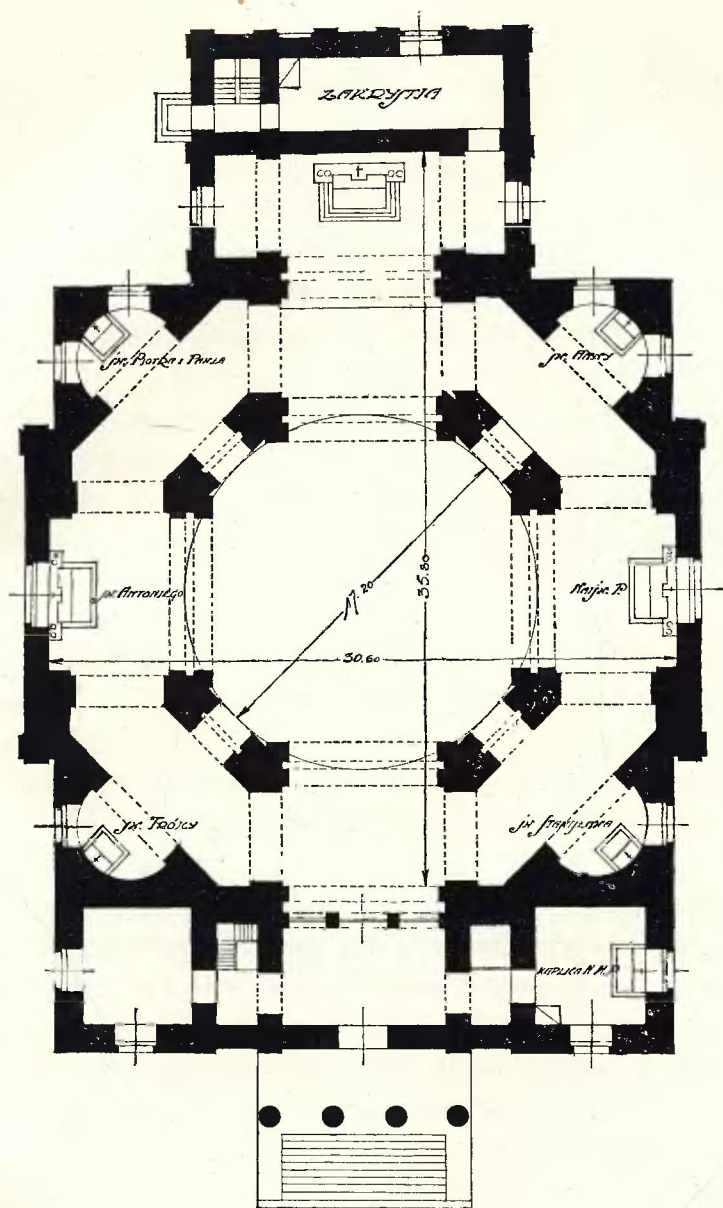 ZAKRYSTJA
ŚW. PIOTRA I PAWŁA
ŚW. ANNY
ŚW. ANTONIEGO
17.20
35.80
NAJŚW. P.
30.60
ŚW. TRÓJCY
ŚW. STANISŁAWA
KAPLICA N.M.